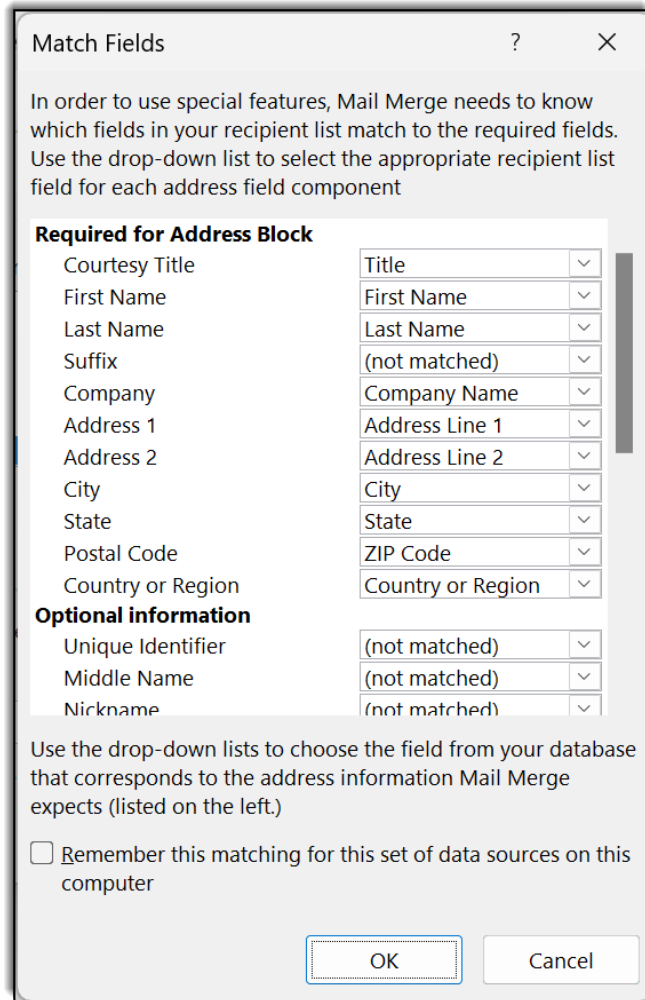 Match Fields ?
In order to use special features, Mail Merge needs to know
which fields in your recipient list match to the required fields.
Use the drop-down list to select the appropriate recipient list
field for each address field component
Required for Address Block
Courtesy Title Title
First Name First Name
Last Name Last Name
Suffix (not matched)
Company Company Name
Address 1 Address Line 1
Address 2 Address Line 2
City City
State State
Postal Code ZIP Code
Country or Region Country or Region
Optional information
Unique Identifier (not matched)
Middle Name (not matched)
Nickname (not matched)
Use the drop-down lists to choose the field from your database
that corresponds to the address information Mail Merge
expects (listed on the left.)
Remember this matching for this set of data sources on this
computer
OK Cancel